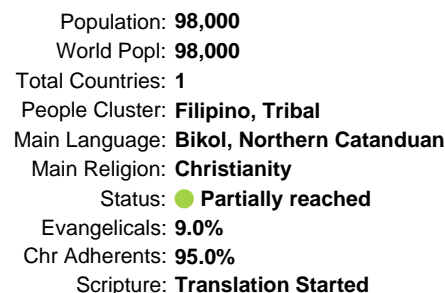 Population: 98,000
World Popl: 98,000
Total Countries: 1
People Cluster: Filipino, Tribal
Main Language: Bikol, Northern Catanduan
Main Religion: Christianity
Status: Partially reached
Evangelicals: 9.0%
Chr Adherents: 95.0%
Scripture: Translation Started